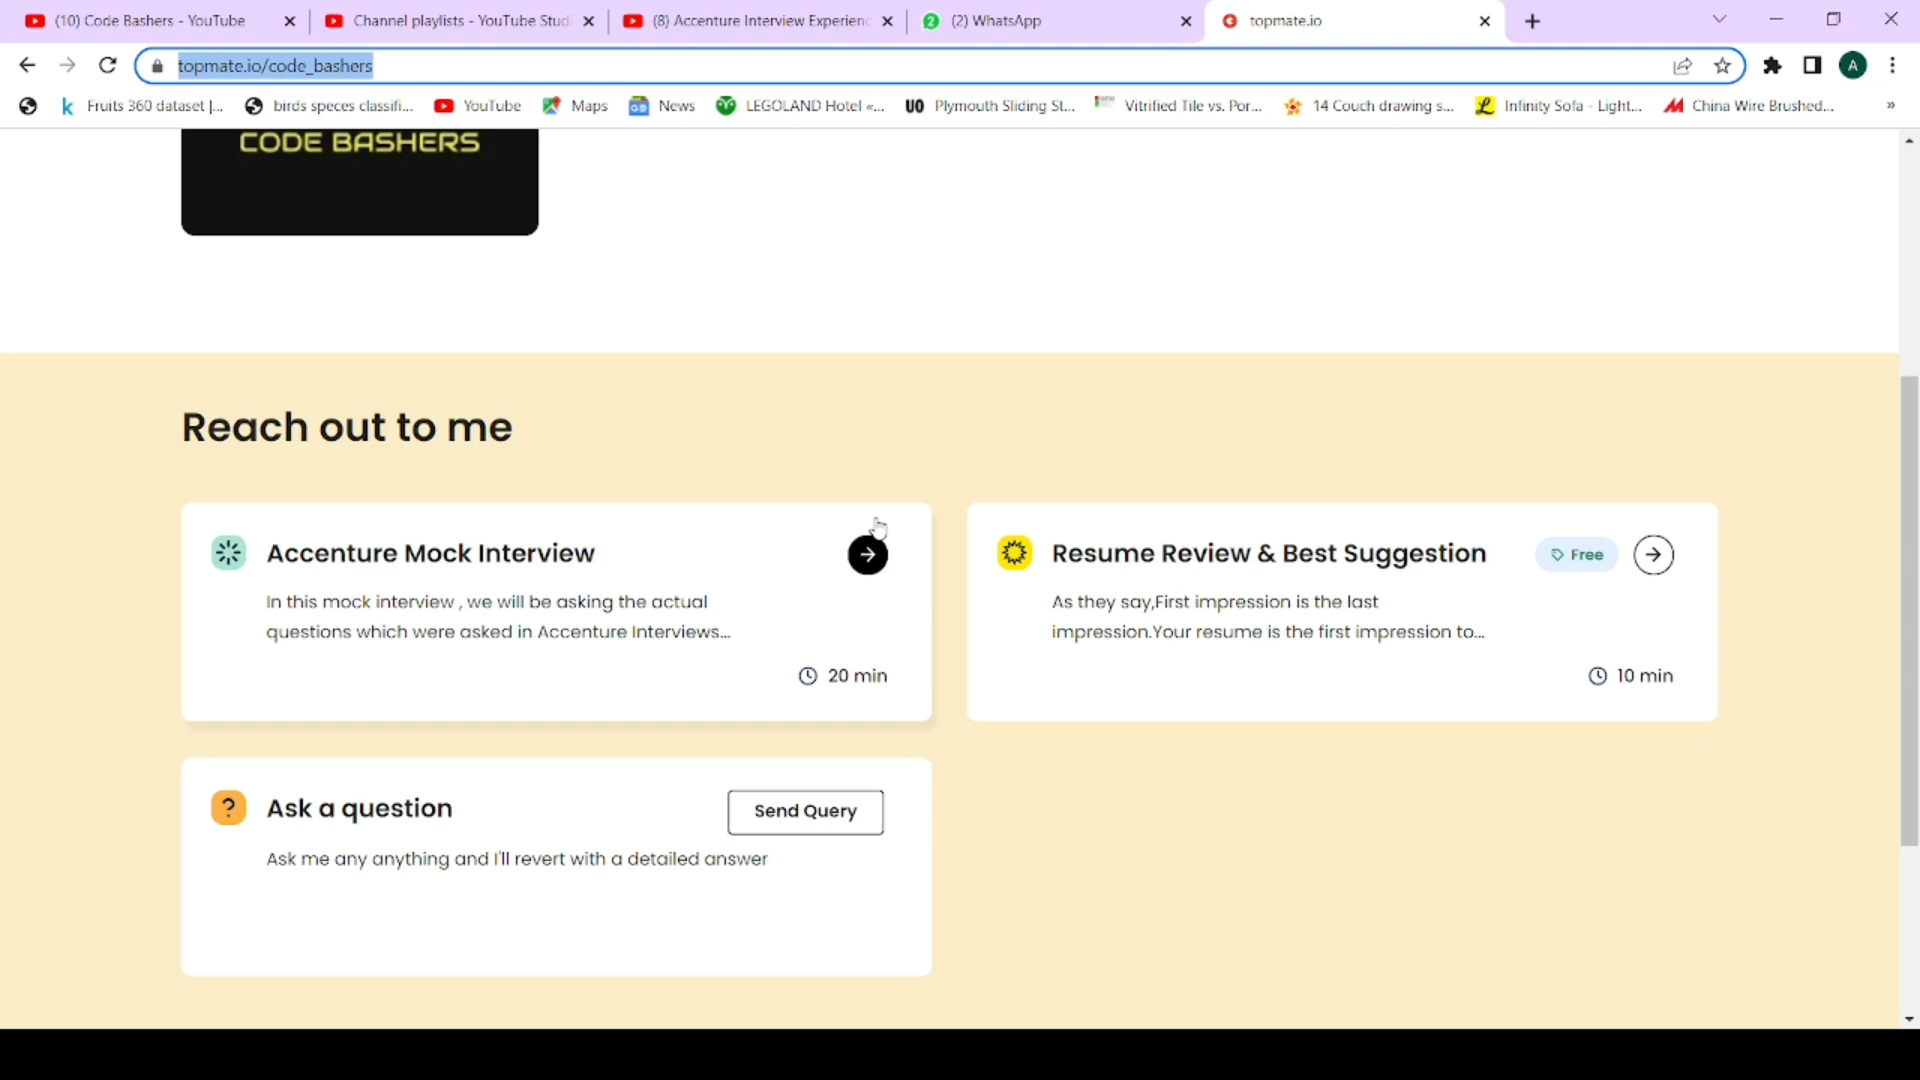 (10) Code Bashers - YouTube
Channel playlists - YouTube Stud
(8) Accenture Interview Experienc
2 (2) WhatsApp
topmate.io
topmate.io/code_bashers
A
k Fruits 360 dataset |...
birds speces classifi...
YouTube
Maps
News
LEGOLAND Hotel «...
UO Plymouth Sliding St...
Vitrified Tile vs. Por...
14 Couch drawing s...
L Infinity Sofa - Light...
China Wire Brushed...
»
CODE BASHERS
Reach out to me
Accenture Mock Interview
In this mock interview , we will be asking the actual
questions which were asked in Accenture Interviews...
20 min
Resume Review & Best Suggestion
Free
As they say,First impression is the last
impression.Your resume is the first impression to...
10 min
? Ask a question
Send Query
Ask me any anything and I'll revert with a detailed answer